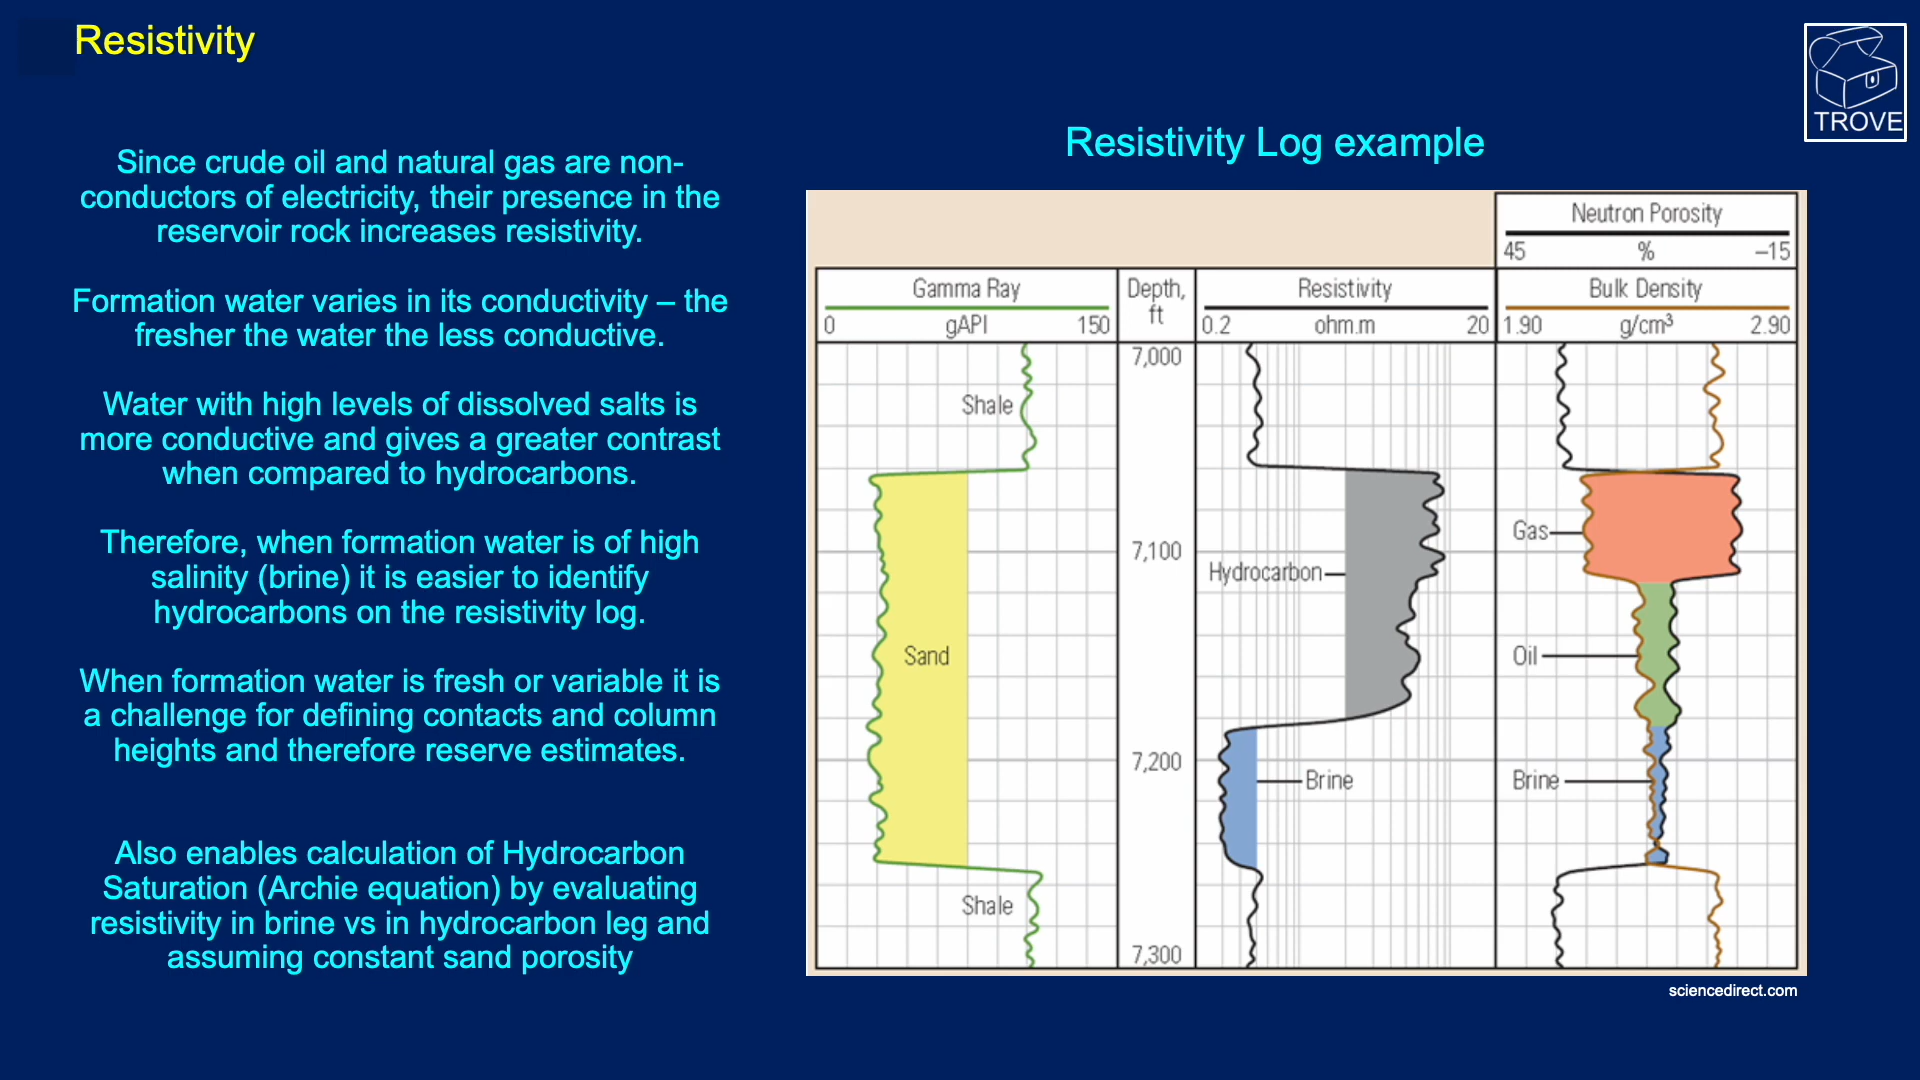 Resistivity
TROVE
Since crude oil and natural gas are non-
conductors of electricity, their presence in the
reservoir rock increases resistivity.
Formation water varies in its conductivity – the
fresher the water the less conductive.
Water with high levels of dissolved salts is
more conductive and gives a greater contrast
when compared to hydrocarbons.
Therefore, when formation water is of high
salinity (brine) it is easier to identify
hydrocarbons on the resistivity log.
When formation water is fresh or variable it is
a challenge for defining contacts and column
heights and therefore reserve estimates.
Also enables calculation of Hydrocarbon
Saturation (Archie equation) by evaluating
resistivity in brine vs in hydrocarbon leg and
assuming constant sand porosity
Resistivity Log example
Neutron Porosity
45 % –15
Gamma Ray
0 gAPI 150
Depth,
ft
Resistivity
0.2 ohm.m 20
Bulk Density
1.90 g/cm³ 2.90
7,000
Shale
Gas
7,100
Hydrocarbon
Sand
Oil
7,200
Brine
Brine
Shale
7,300
sciencedirect.com